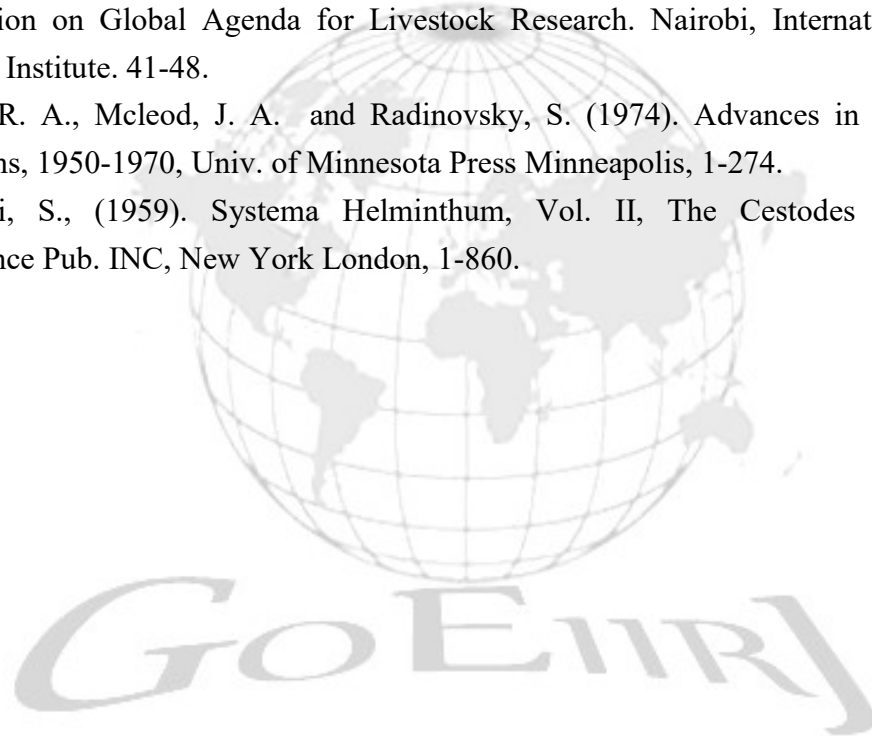 ion on Global Agenda for Livestock Research. Nairobi, Internat
Institute. 41-48.
R. A., Mcleod, J. A. and Radinovsky, S. (1974). Advances in
ns, 1950-1970, Univ. of Minnesota Press Minneapolis, 1-274.
i, S., (1959). Systema Helminthum, Vol. II, The Cestodes
nce Pub. INC, New York London, 1-860.
GOEIIRJ